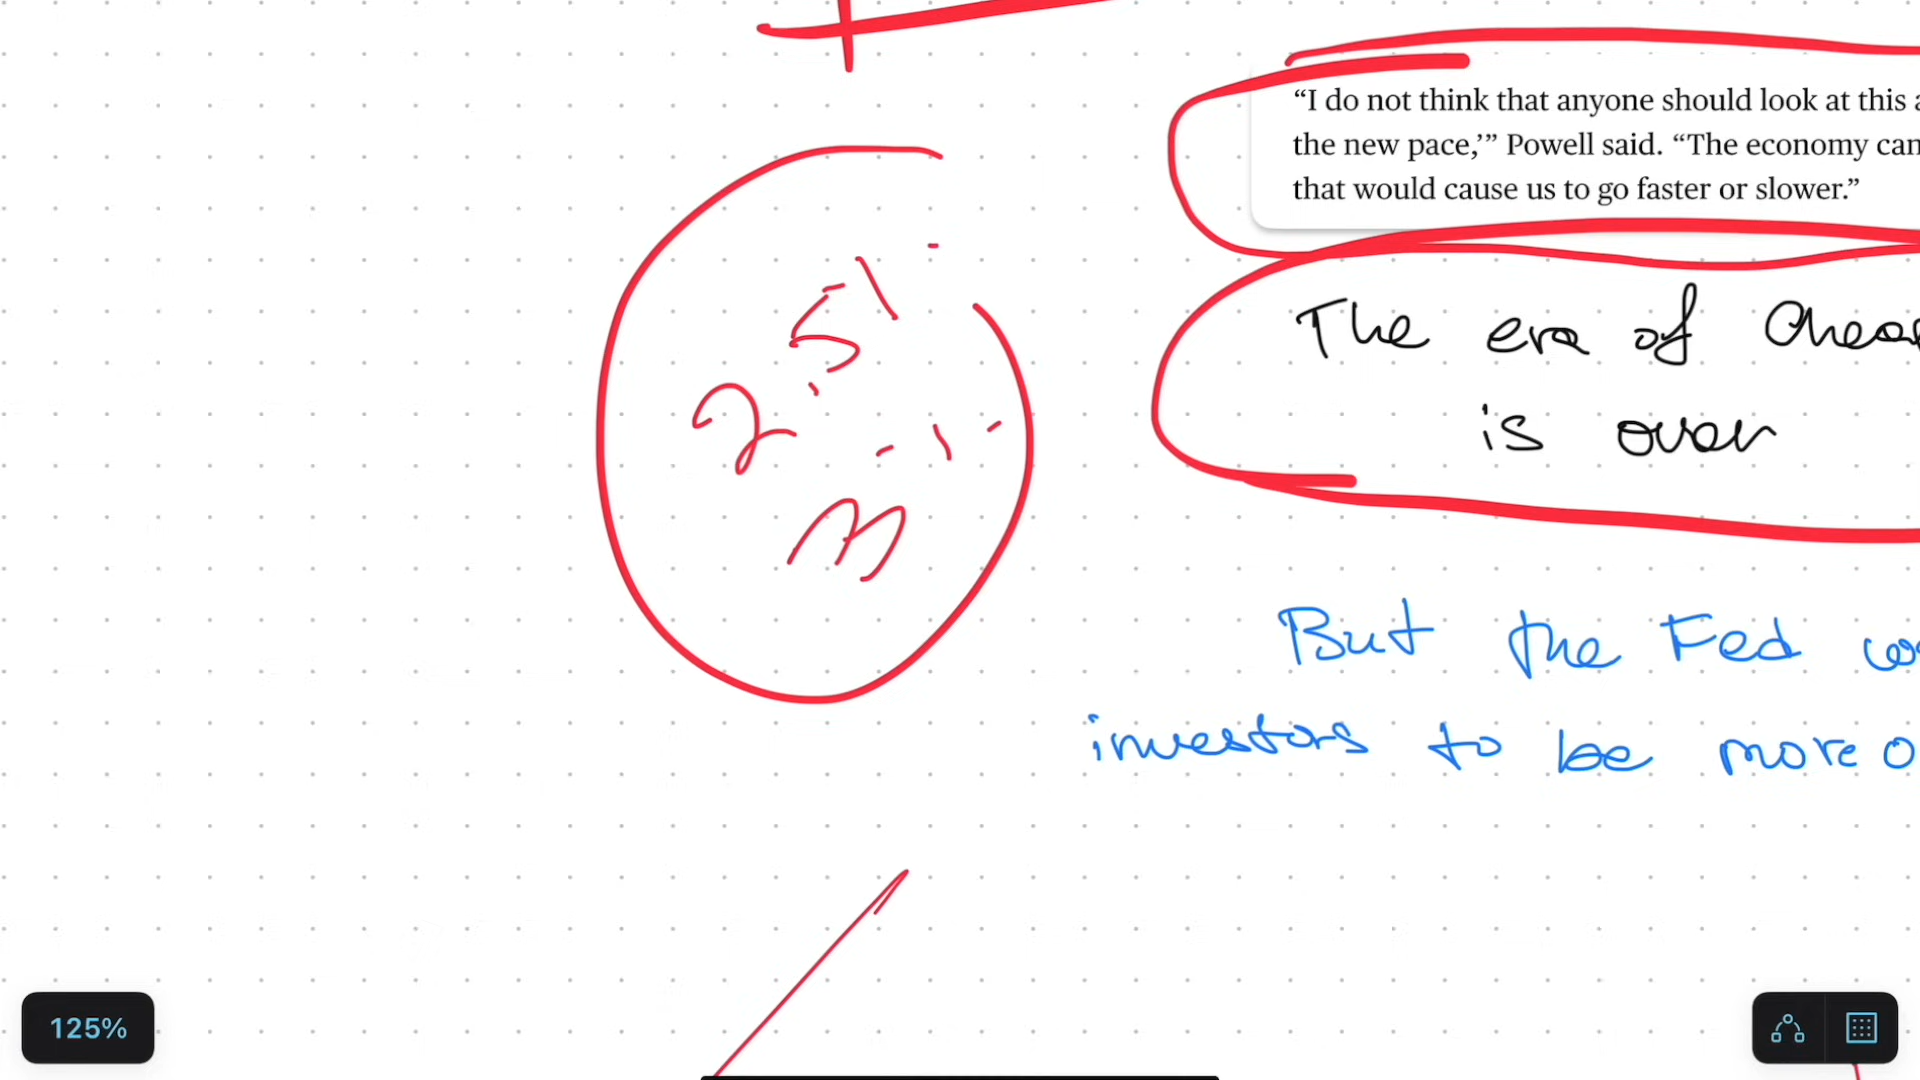 “I do not think that anyone should look at this
the new pace,’” Powell said. “The economy can
that would cause us to go faster or slower.”
2.5 %
The era of
is over
But the Fed
investors to be more
125%